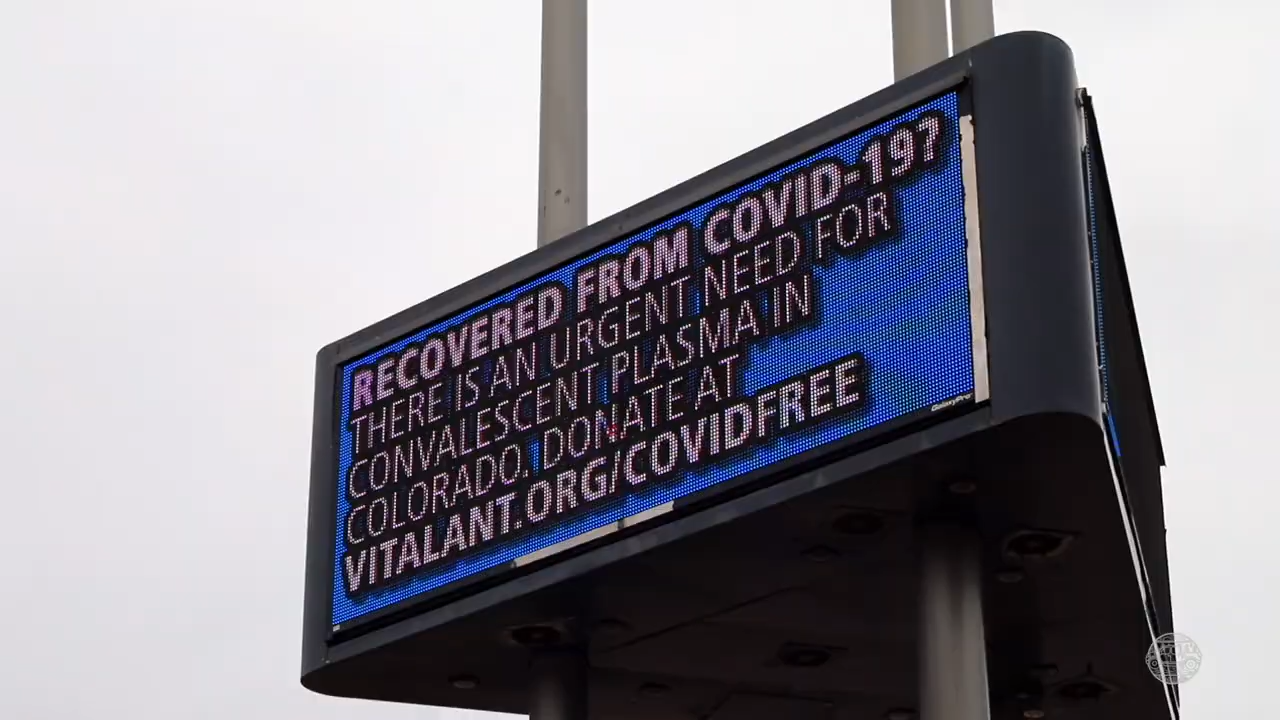 RECOVERED FROM COVID-19?
THERE IS AN URGENT NEED FOR
CONVALESCENT PLASMA IN
COLORADO. DONATE AT
VITALANT.ORG/COVIDFREE
GalaxyPro